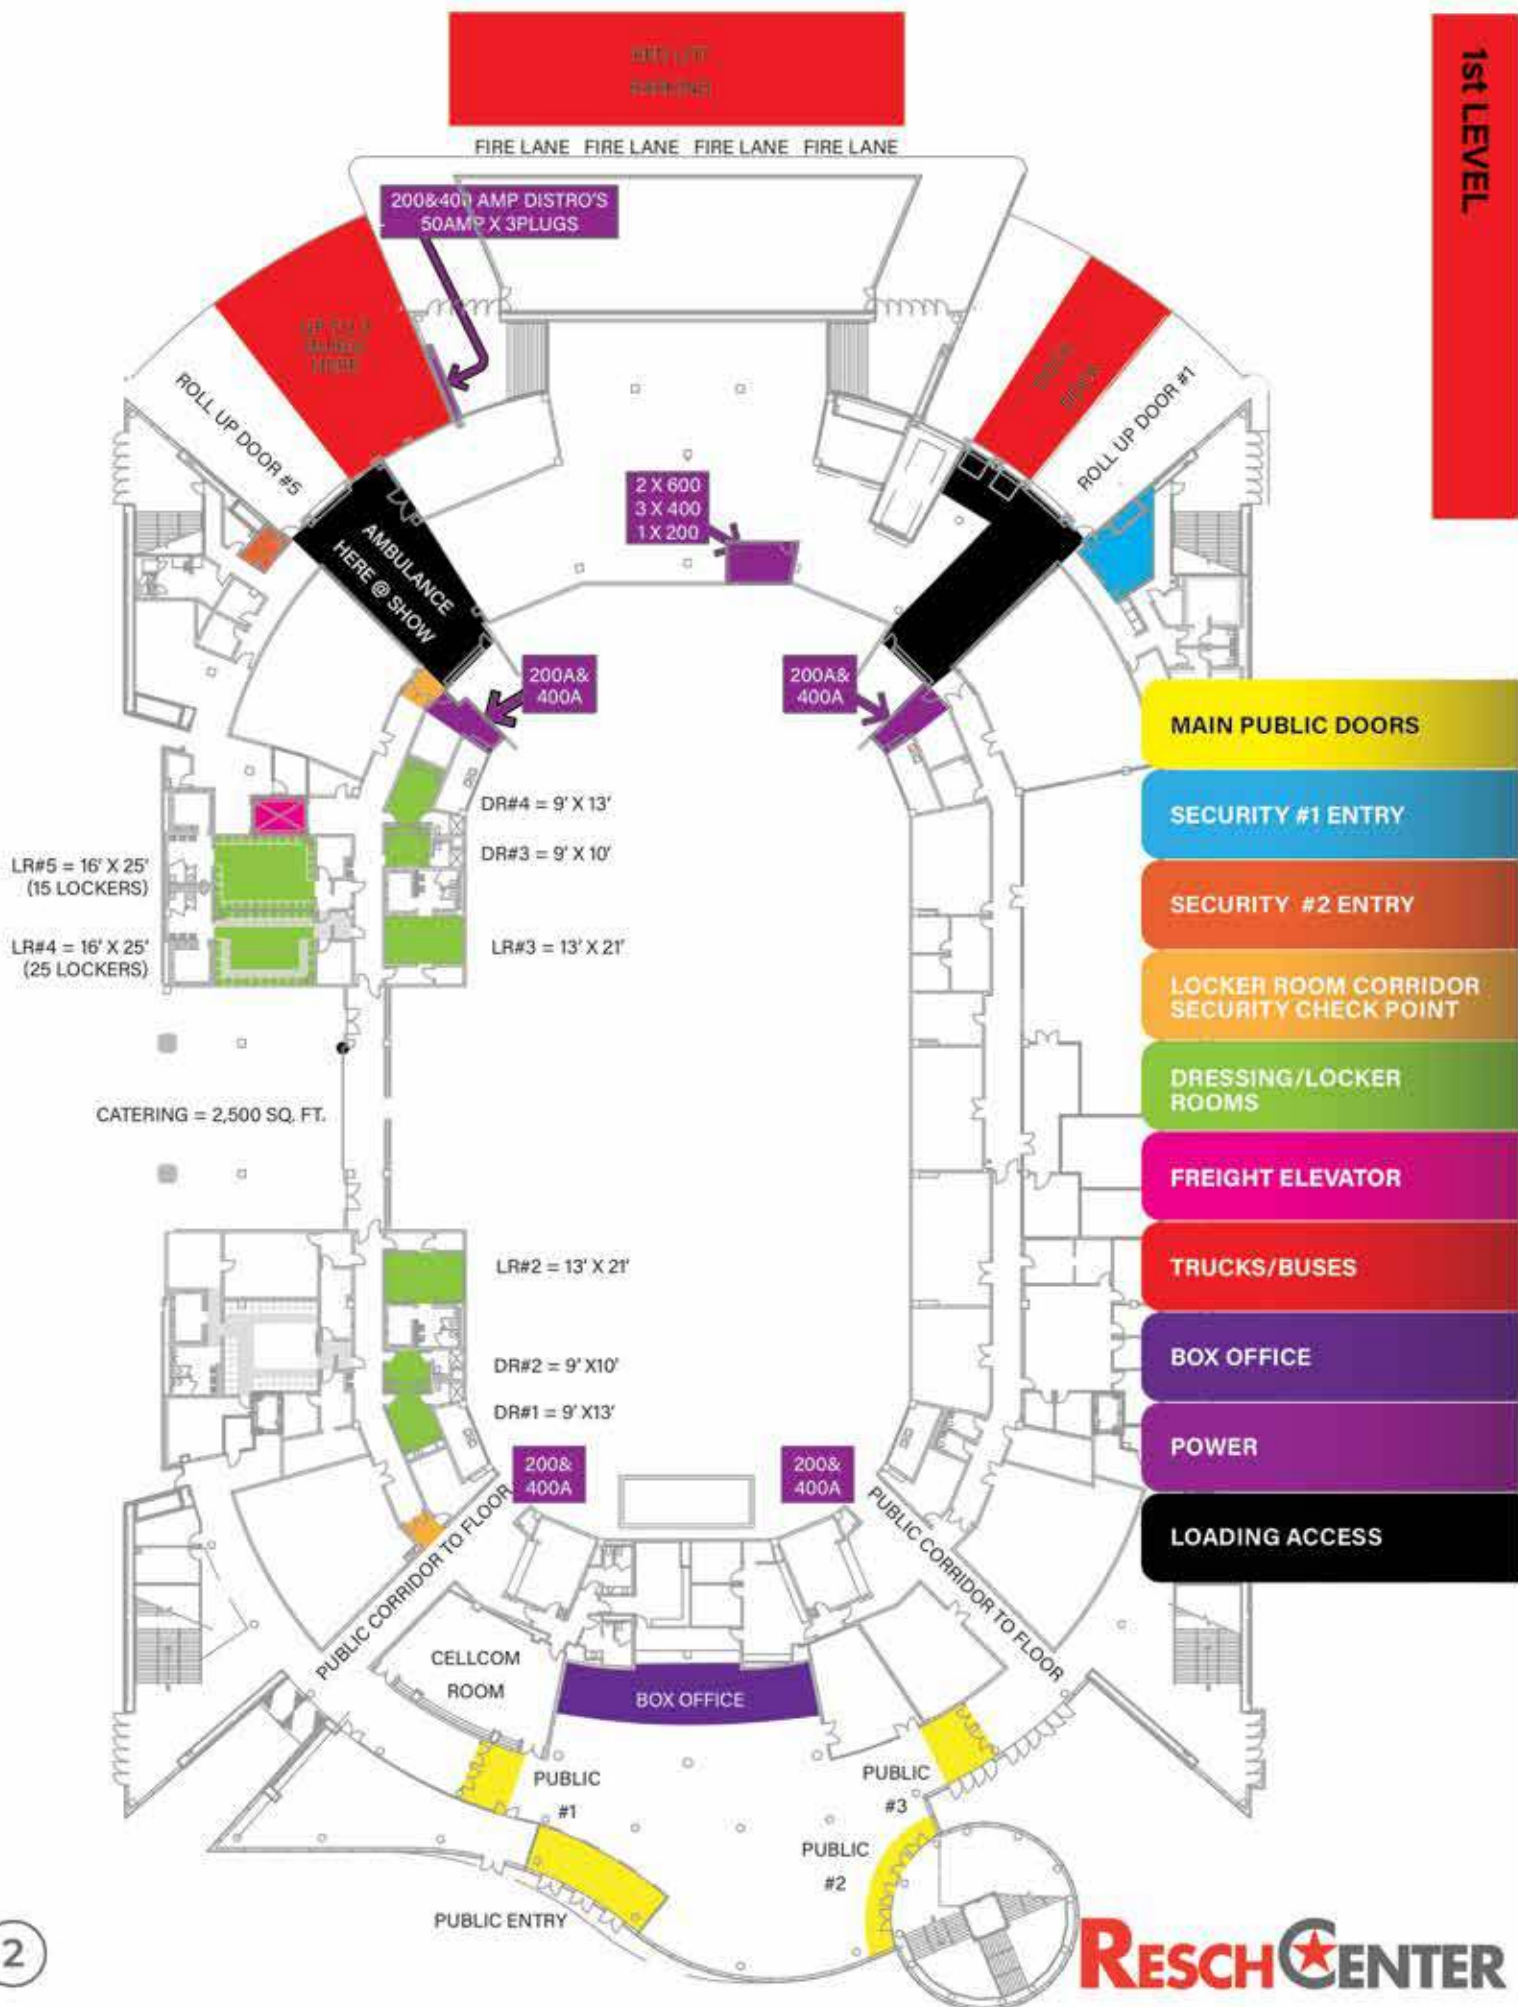 1st LEVEL
RED LOT
PARKING
FIRE LANE FIRE LANE FIRE LANE FIRE LANE
200&400 AMP DISTRO'S
50AMP X 3PLUGS
HERE
ROLL UP DOOR #5
DOCK
ROLL UP DOOR #1
2 X 600
3 X 400
1 X 200
AMBULANCE
HERE @ SHOW
200A&
400A
200A&
400A
MAIN PUBLIC DOORS
SECURITY #1 ENTRY
SECURITY #2 ENTRY
LOCKER ROOM CORRIDOR
SECURITY CHECK POINT
DRESSING/LOCKER
ROOMS
FREIGHT ELEVATOR
TRUCKS/BUSES
BOX OFFICE
POWER
LOADING ACCESS
DR#4 = 9' X 13'
DR#3 = 9' X 10'
LR#5 = 16' X 25'
(15 LOCKERS)
LR#4 = 16' X 25'
(25 LOCKERS)
LR#3 = 13' X 21'
CATERING = 2,500 SQ. FT.
LR#2 = 13' X 21'
DR#2 = 9' X10'
DR#1 = 9' X13'
200&
400A
200&
400A
PUBLIC CORRIDOR TO FLOOR
PUBLIC CORRIDOR TO FLOOR
CELLCOM
ROOM
BOX OFFICE
PUBLIC
#1
PUBLIC
#3
PUBLIC
#2
PUBLIC ENTRY
2
RESCH CENTER